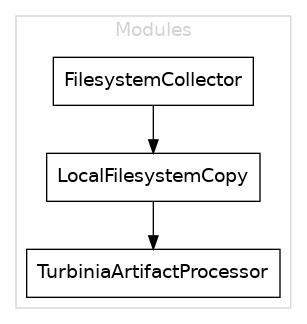 Modules
FilesystemCollector
LocalFilesystemCopy
TurbiniaArtifactProcessor